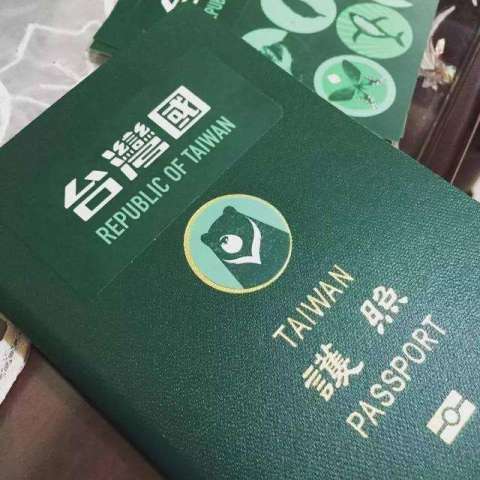 台灣國
REPUBLIC OF TAIWAN
TAIWAN
護照
PASSPORT